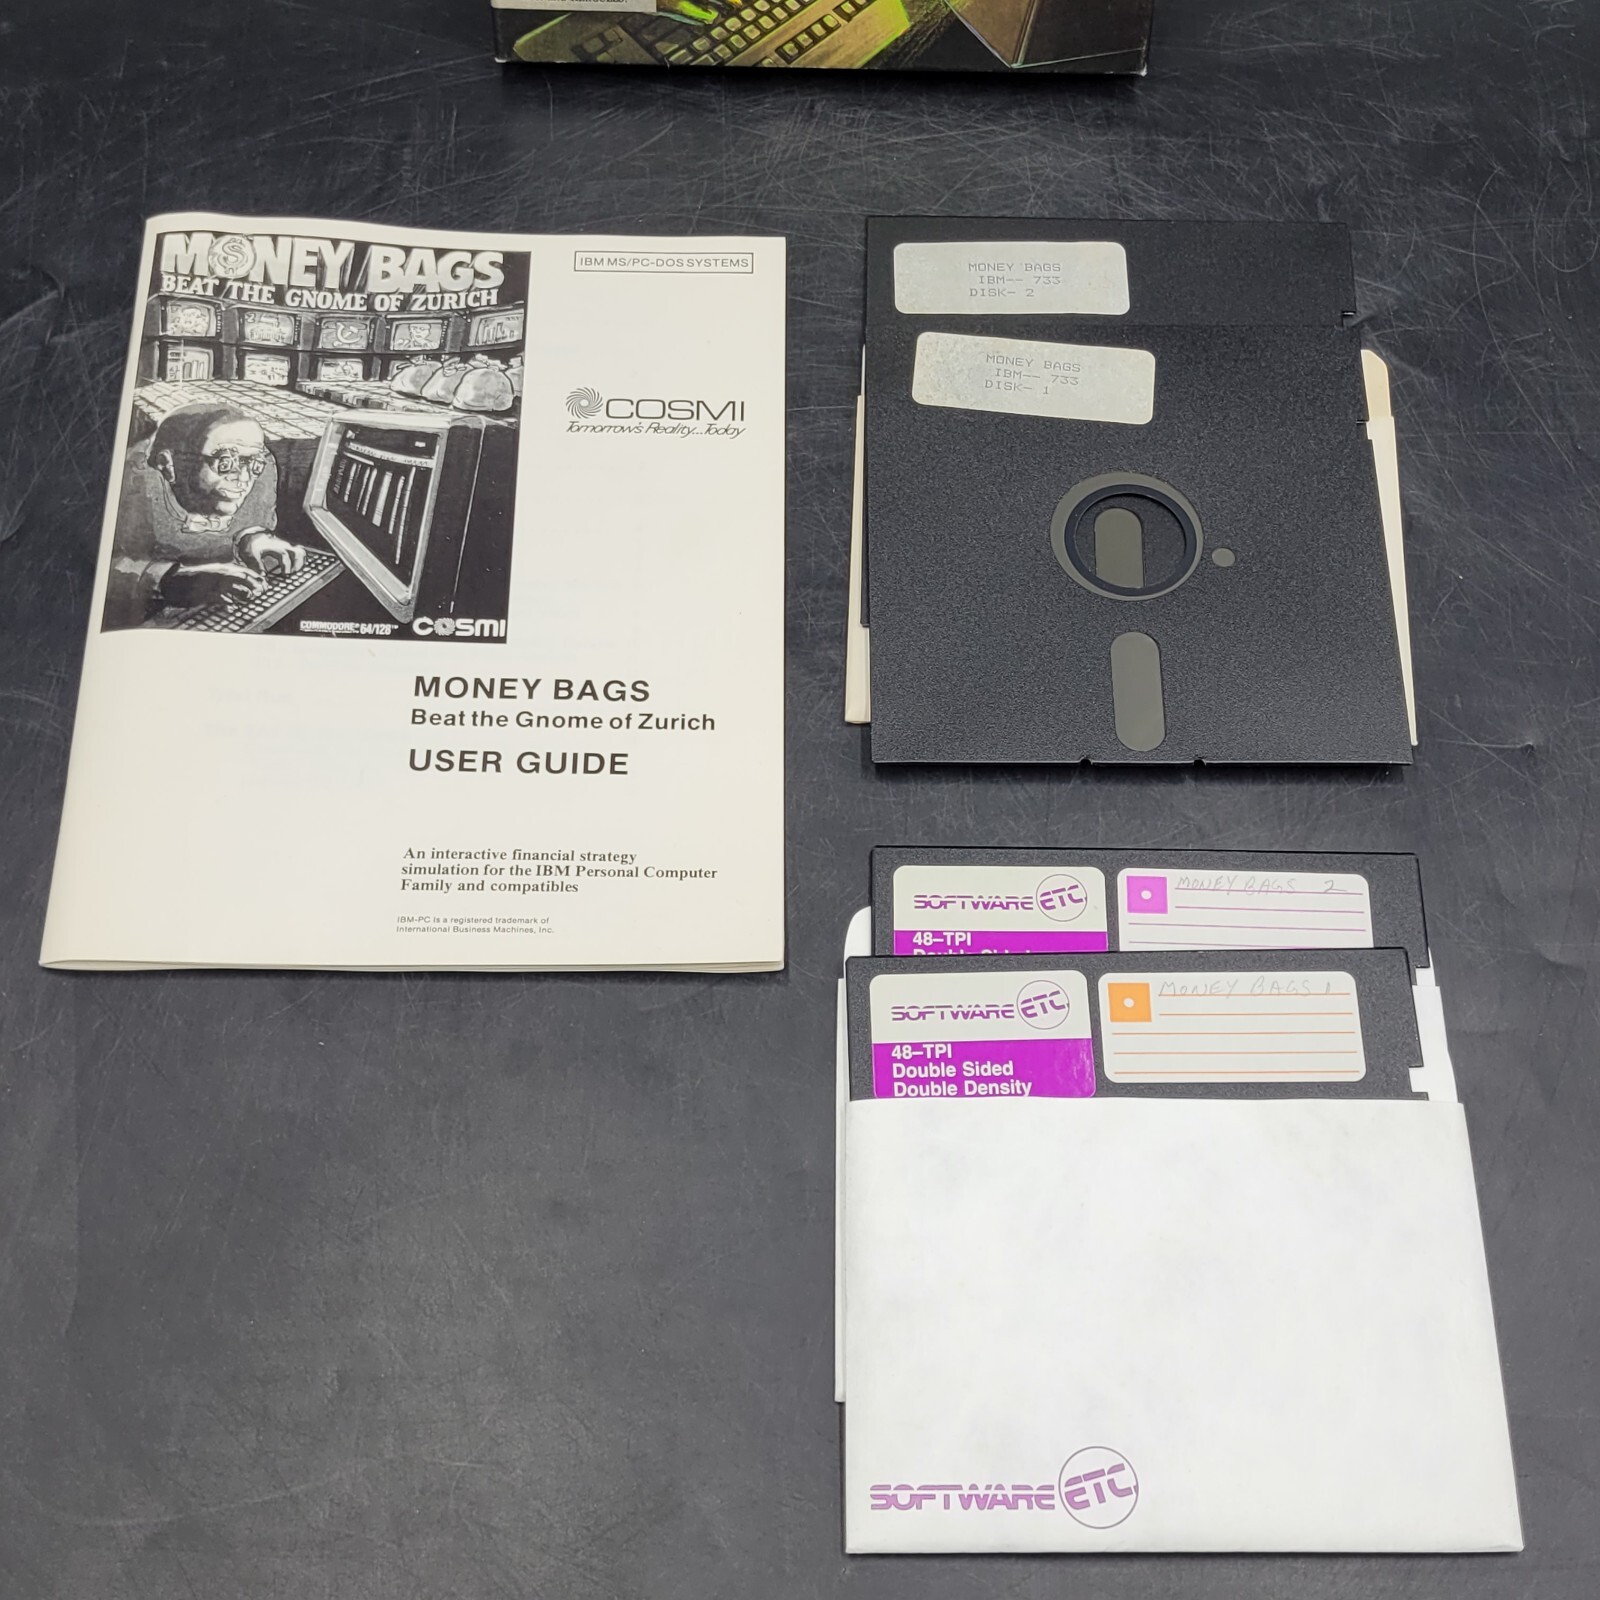 MONEY BAGS
BEAT THE GNOME OF ZURICH
COMMODORE 64/128™
COSMI
IBM MS/PC-DOS SYSTEMS
COSMI
Tomorrow's Reality...Today
MONEY BAGS
Beat the Gnome of Zurich
USER GUIDE
An interactive financial strategy
simulation for the IBM Personal Computer
Family and compatibles
IBM-PC is a registered trademark of
International Business Machines, Inc.
MONEY BAGS
IBM-- 733
DISK- 2
MONEY BAGS
IBM-- 733
DISK- 1
SOFTWARE ETC.
48-TPI
Double Sided
MONEY BAGS 2
SOFTWARE ETC.
48-TPI
Double Sided
Double Density
MONEY BAGS 1
SOFTWARE ETC.